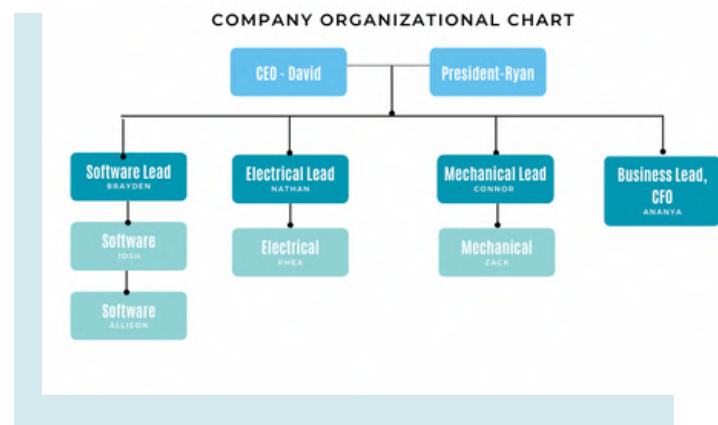 COMPANY ORGANIZATIONAL CHART
CEO - David
President-Ryan
Software Lead
BRAYDEN
Electrical Lead
NATHAN
Mechanical Lead
CONNOR
Business Lead,
CFO
ANANYA
Software
JOSH
Electrical
RHEA
Mechanical
ZACK
Software
ALLISON